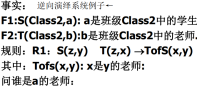 事实： 逆向演绎系统例子←
F1:S(Class2,a): a是班级Class2中的学生
F2:T(Class2,b):b是班级Class2中的老师.
规则：R1：S(z,y) T(z,x) →TofS(x,y)
其中：Tofs(x,y): x是y的老师:
问谁是a的老师: